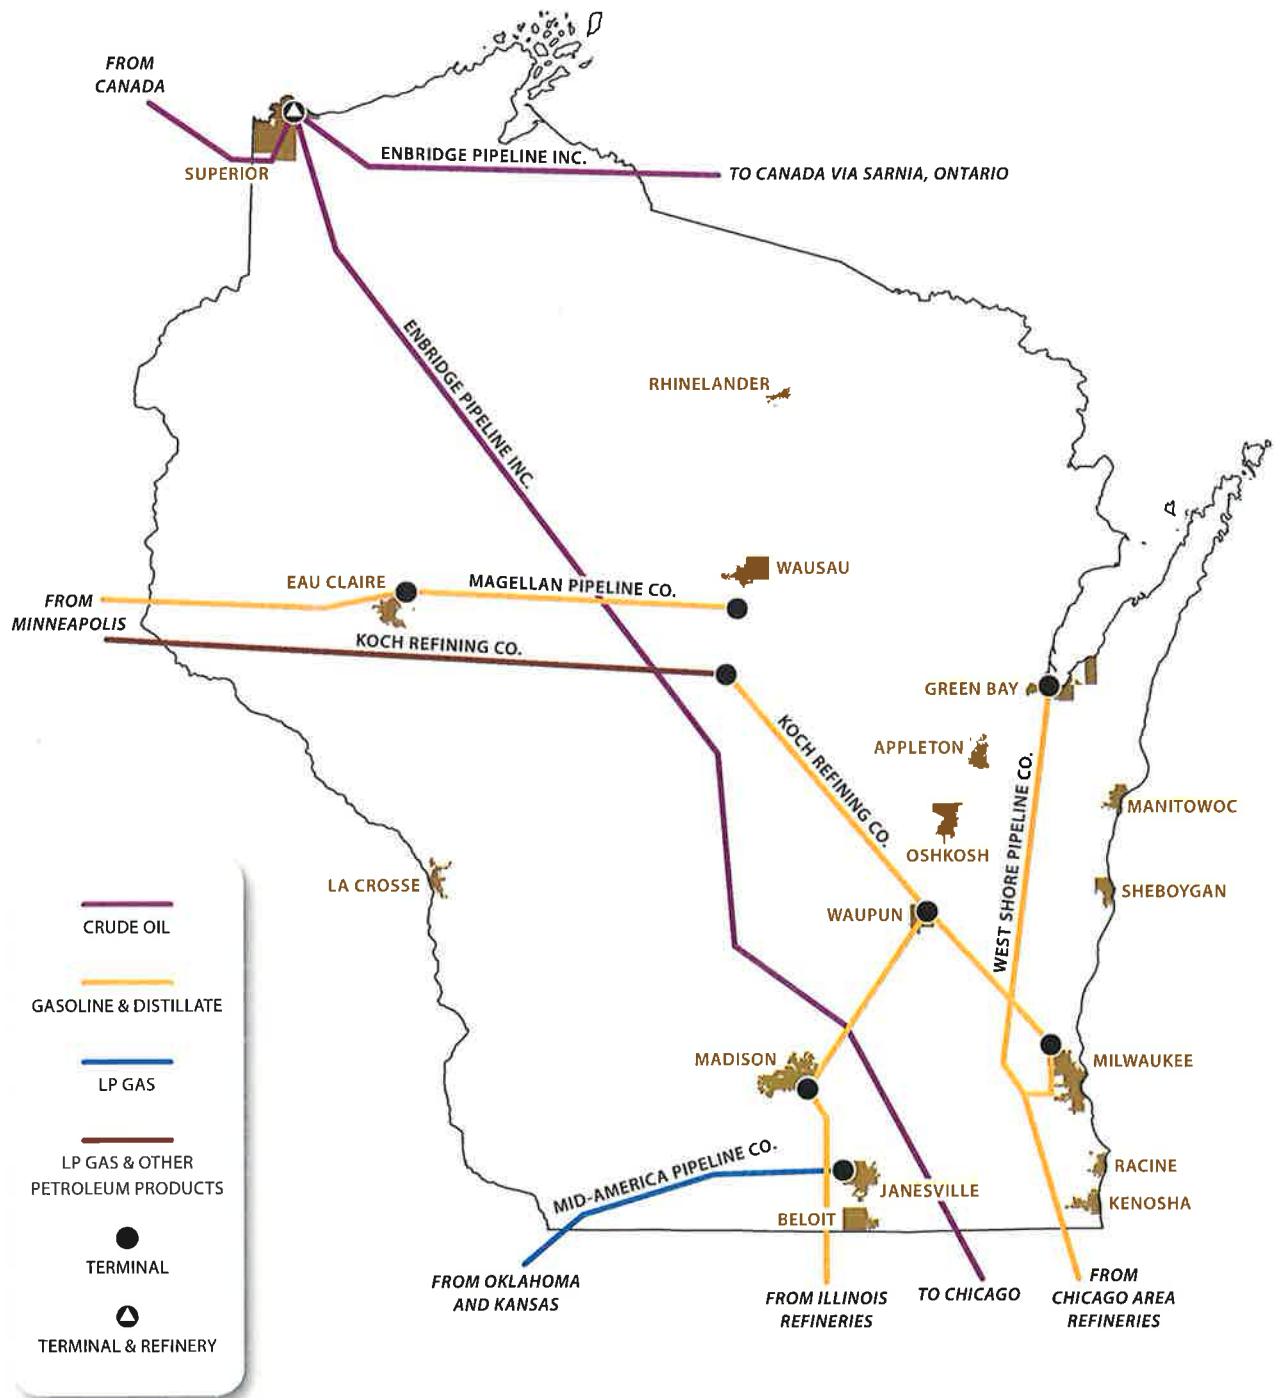 FROM
CANADA
SUPERIOR
ENBRIDGE PIPELINE INC.
TO CANADA VIA SARNIA, ONTARIO
ENBRIDGE PIPELINE INC.
RHINELANDER
WAUSAU
EAU CLAIRE
MAGELLAN PIPELINE CO.
FROM
MINNEAPOLIS
KOCH REFINING CO.
GREEN BAY
KOCH REFINING CO.
APPLETON
WEST SHORE PIPELINE CO.
MANITOWOC
OSHKOSH
LA CROSSE
SHEBOYGAN
WAUPUN
MADISON
MILWAUKEE
MID-AMERICA PIPELINE CO.
RACINE
JANESVILLE
KENOSHA
BELOIT
FROM OKLAHOMA
AND KANSAS
FROM ILLINOIS
REFINERIES
TO CHICAGO
FROM
CHICAGO AREA
REFINERIES
CRUDE OIL
GASOLINE & DISTILLATE
LP GAS
LP GAS & OTHER
PETROLEUM PRODUCTS
TERMINAL
TERMINAL & REFINERY